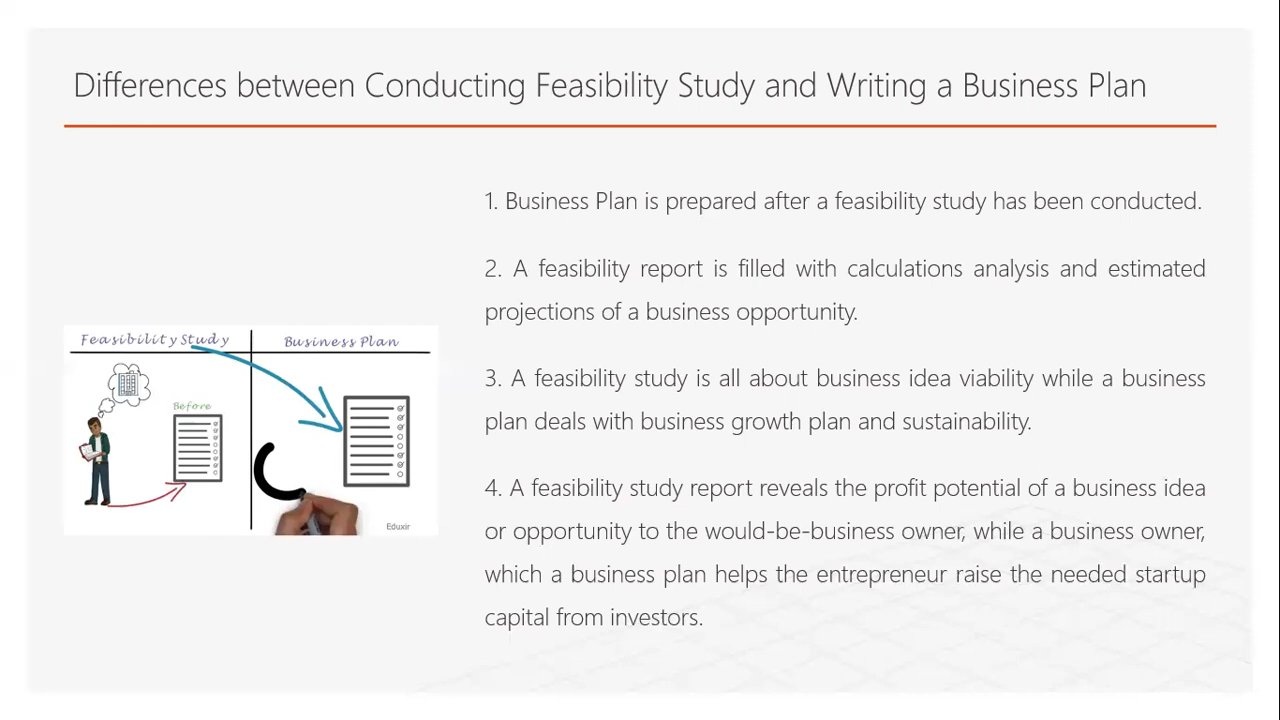 Differences between Conducting Feasibility Study and Writing a Business Plan
1. Business Plan is prepared after a feasibility study has been conducted.
2. A feasibility report is filled with calculations analysis and estimated
projections of a business opportunity.
3. A feasibility study is all about business idea viability while a business
plan deals with business growth plan and sustainability.
4. A feasibility study report reveals the profit potential of a business idea
or opportunity to the would-be-business owner, while a business owner,
which a business plan helps the entrepreneur raise the needed startup
capital from investors.
Feasibility Study
Business Plan
Before
Eduxir